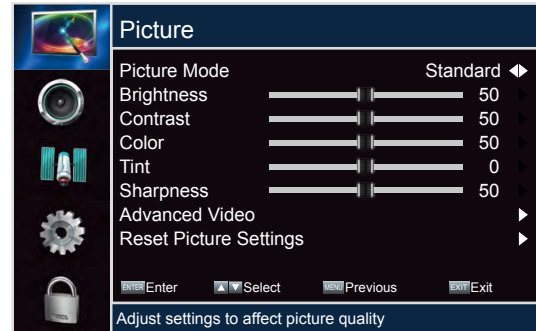 Picture
Picture Mode Standard
Brightness 50
Contrast 50
Color 50
Tint 0
Sharpness 50
Advanced Video
Reset Picture Settings
ENTER Enter ▲▼ Select MENU Previous EXIT Exit
Adjust settings to affect picture quality